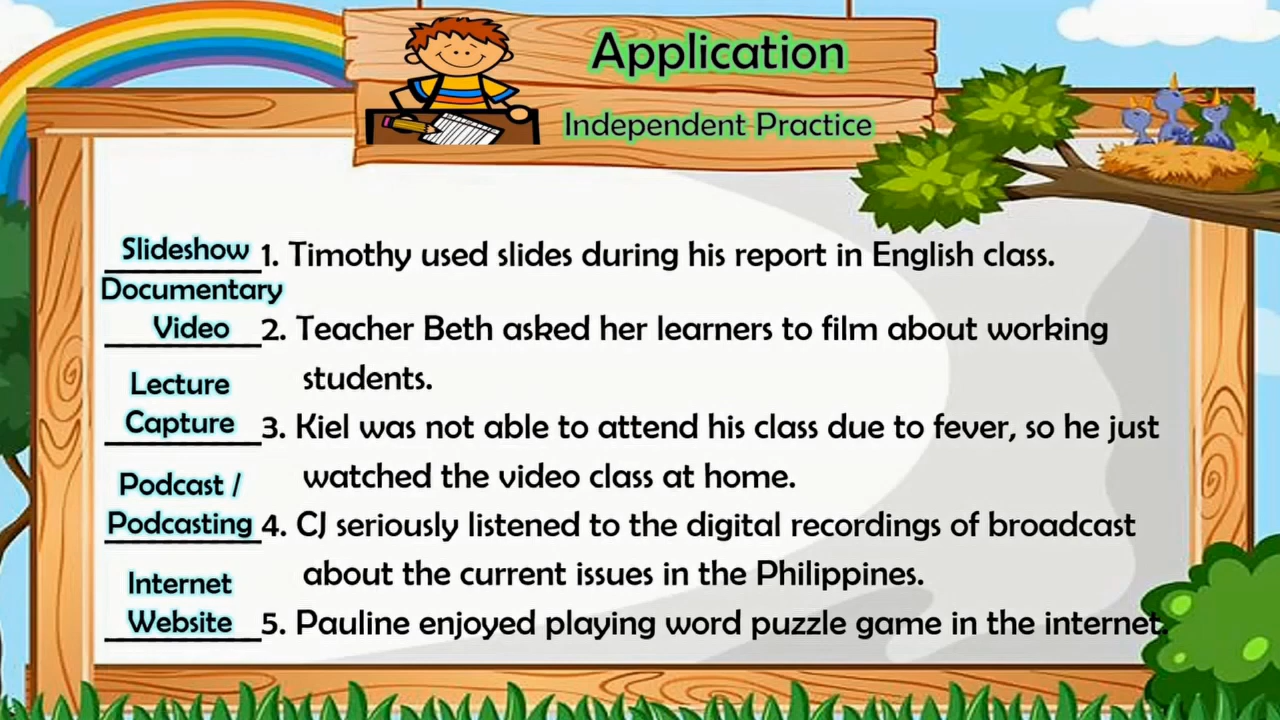 Application
Independent Practice
Slideshow 1. Timothy used slides during his report in English class.
Documentary
Video 2. Teacher Beth asked her learners to film about working
students.
Lecture
Capture 3. Kiel was not able to attend his class due to fever, so he just
watched the video class at home.
Podcast /
Podcasting 4. CJ seriously listened to the digital recordings of broadcast
about the current issues in the Philippines.
Internet
Website 5. Pauline enjoyed playing word puzzle game in the internet.